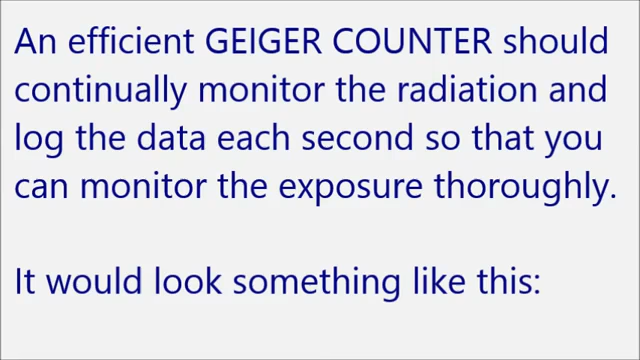 An efficient GEIGER COUNTER should
continually monitor the radiation and
log the data each second so that you
can monitor the exposure thoroughly.
It would look something like this: